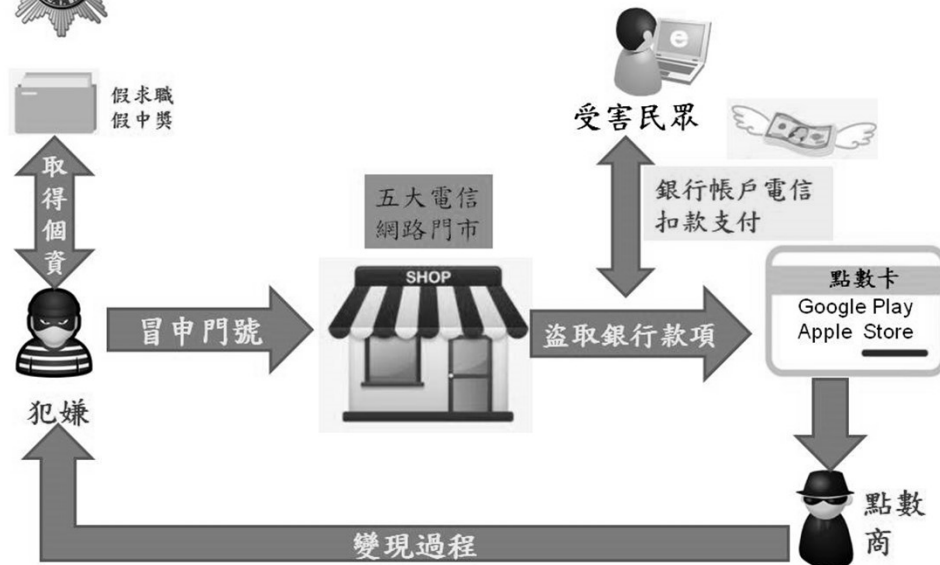 假求職
假中獎
取得個資
犯嫌
冒申門號
五大電信
網路門市
SHOP
受害民眾
銀行帳戶電信
扣款支付
盜取銀行款項
點數卡
Google Play
Apple Store
點數
商
變現過程